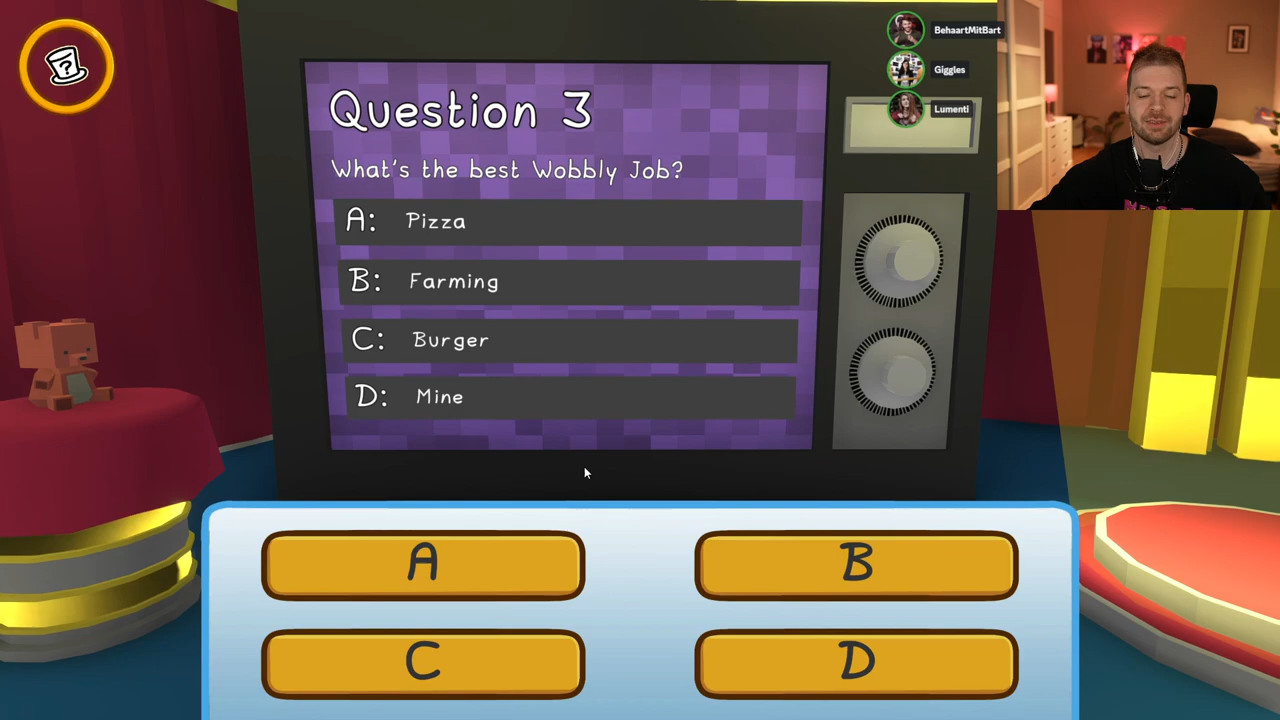 ?
BehaartMitBart
Giggles
Lumenti
Question 3
What's the best Wobbly Job?
A: Pizza
B: Farming
C: Burger
D: Mine
A
B
C
D